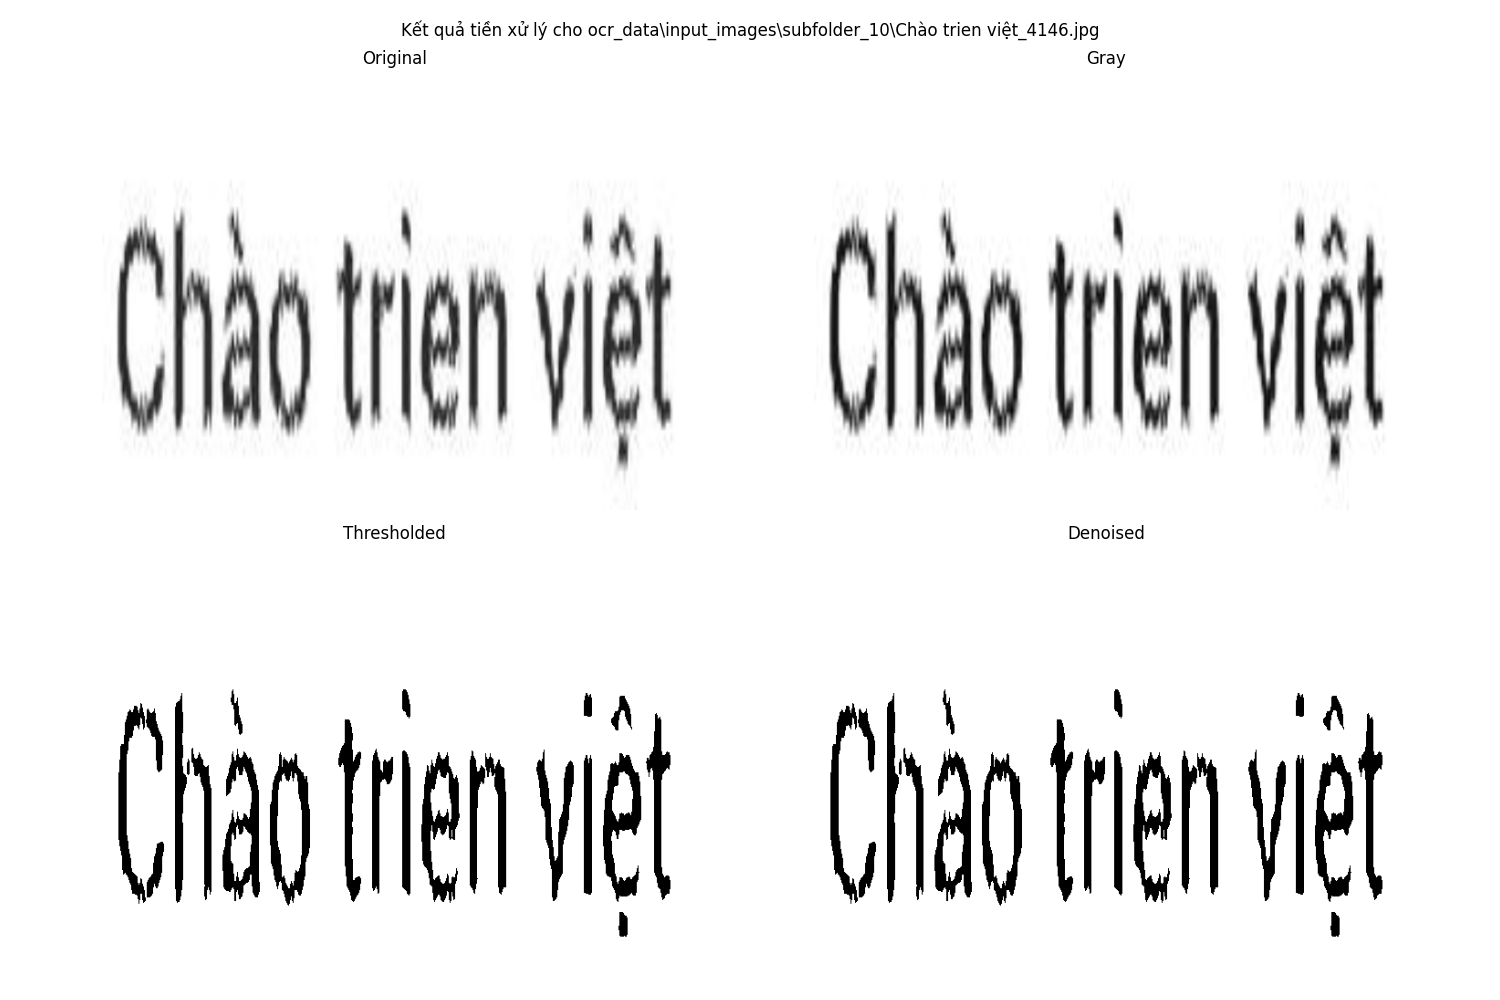 Kết quả tiền xử lý cho ocr_data\input_images\subfolder_10\Chào trien việt_4146.jpg
Original
Gray
Chào trien việt
Chào trien việt
Thresholded
Denoised
Chào trien việt
Chào trien việt